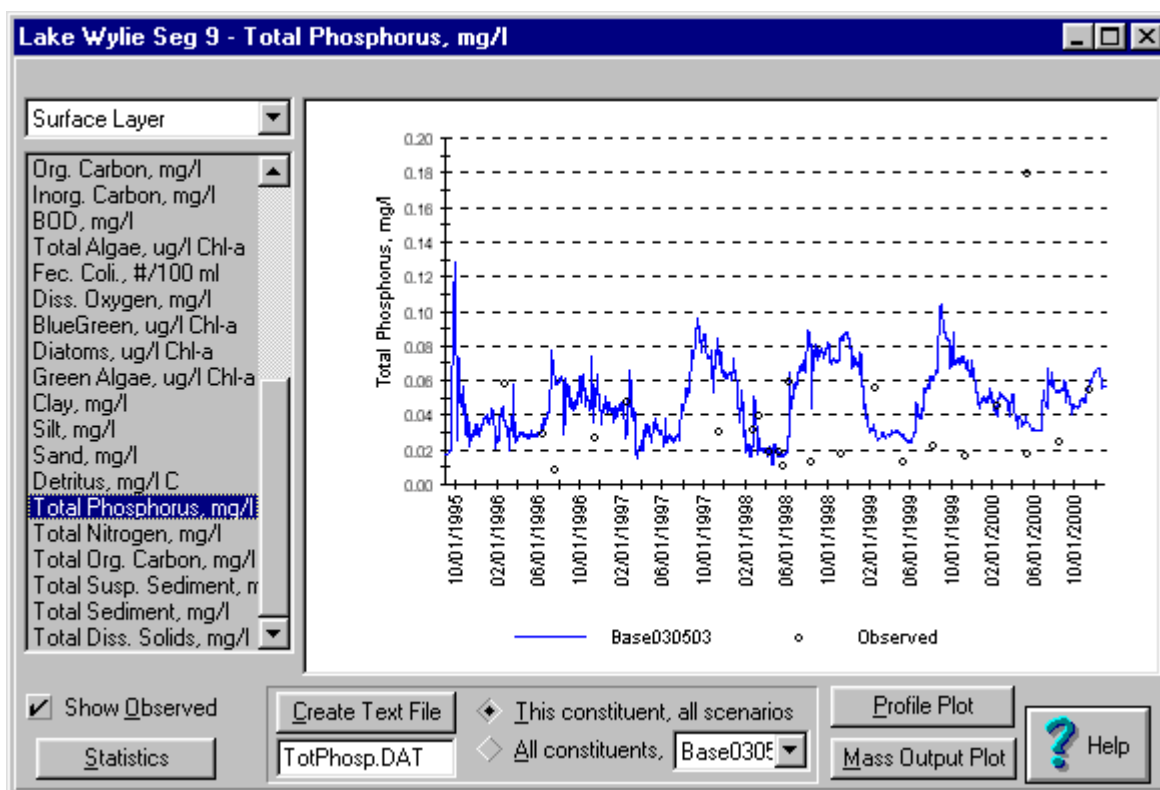 Lake Wylie Seg 9 - Total Phosphorus, mg/l
Surface Layer
Org. Carbon, mg/l
Inorg. Carbon, mg/l
BOD, mg/l
Total Algae, ug/l Chl-a
Fec. Coli., #/100 ml
Diss. Oxygen, mg/l
BlueGreen, ug/l Chl-a
Diatoms, ug/l Chl-a
Green Algae, ug/l Chl-a
Clay, mg/l
Silt, mg/l
Sand, mg/l
Detritus, mg/l C
Total Phosphorus, mg/l
Total Nitrogen, mg/l
Total Org. Carbon, mg/l
Total Susp. Sediment, m
Total Sediment, mg/l
Total Diss. Solids, mg/l
Total Phosphorus, mg/l
0.20
0.18
0.16
0.14
0.12
0.10
0.08
0.06
0.04
0.02
0.00
10/01/1995
02/01/1996
06/01/1996
10/01/1996
02/01/1997
06/01/1997
10/01/1997
02/01/1998
06/01/1998
10/01/1998
02/01/1999
06/01/1999
10/01/1999
02/01/2000
06/01/2000
10/01/2000
Base030503
Observed
Show Observed
Statistics
Create Text File
TotPhosp.DAT
This constituent, all scenarios
All constituents,
Base0305
Profile Plot
Mass Output Plot
? Help